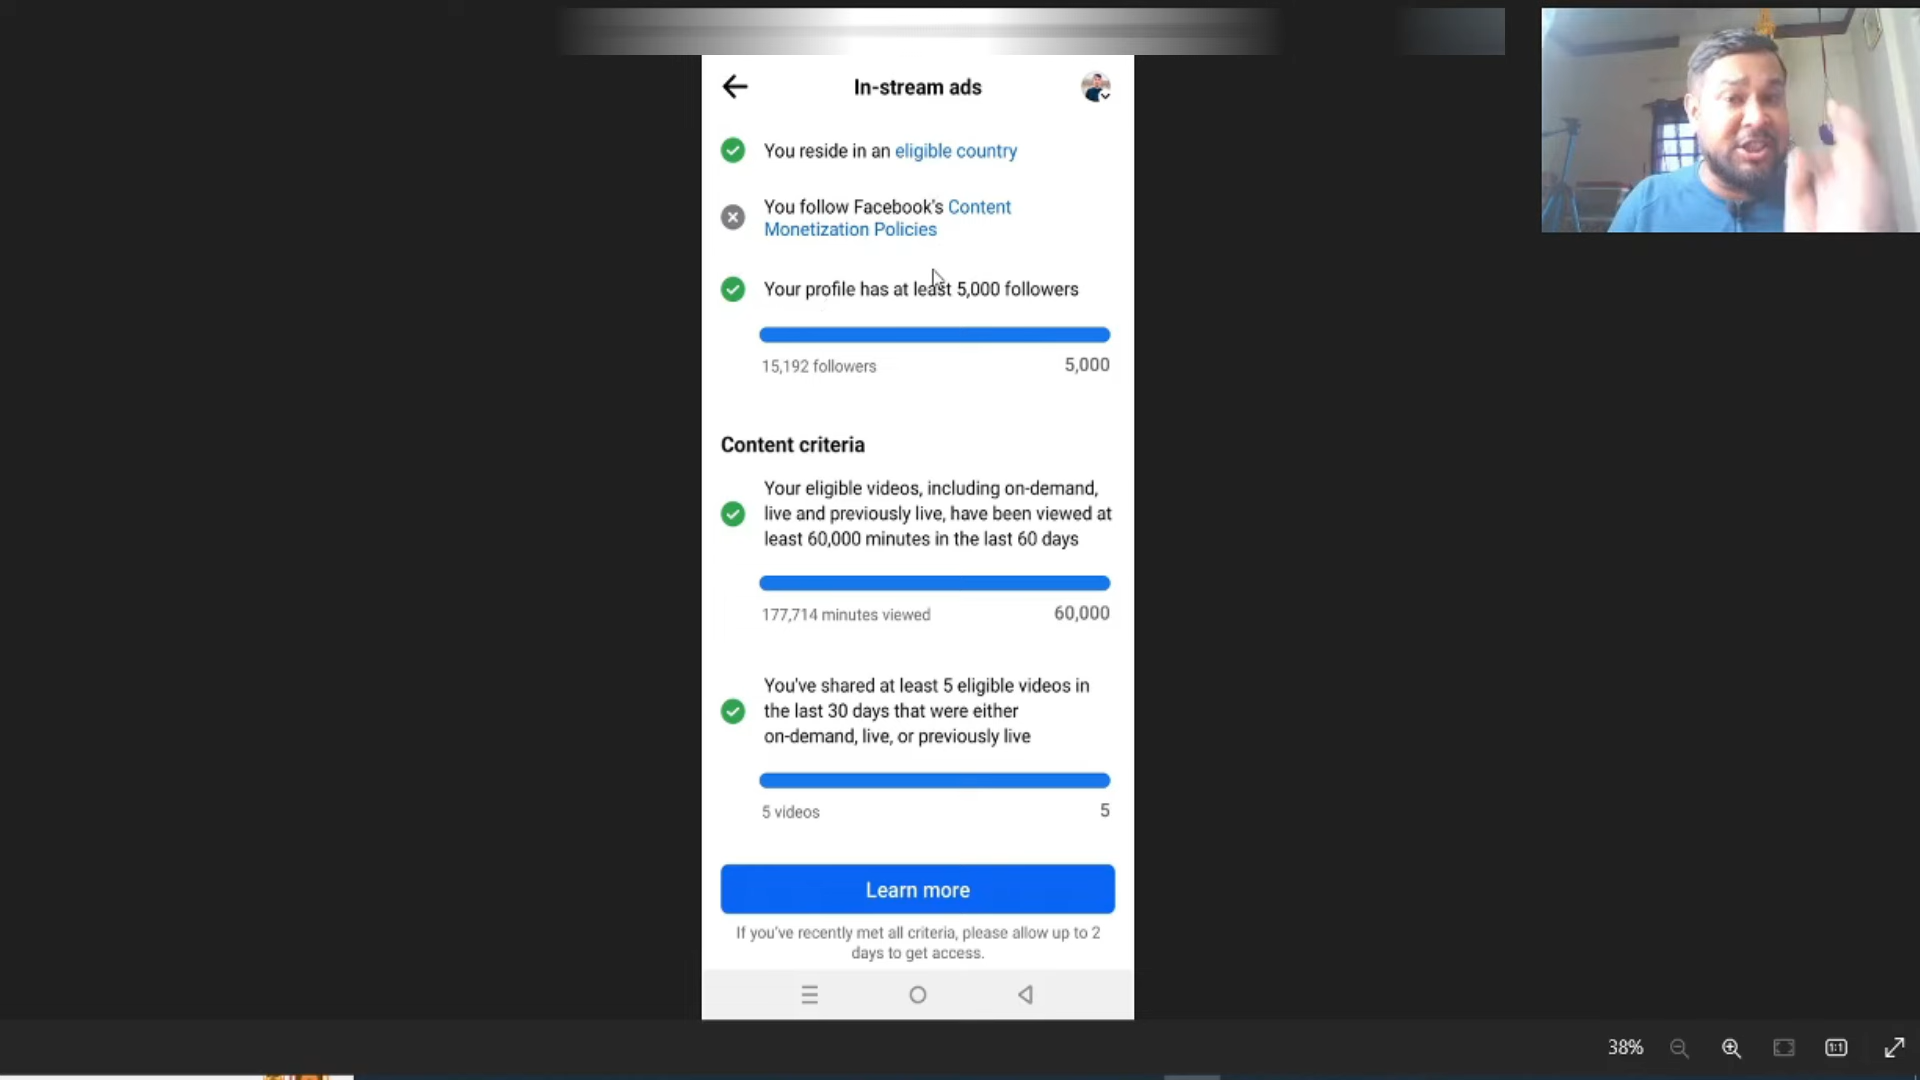 In-stream ads
You reside in an eligible country
You follow Facebook's Content
Monetization Policies
Your profile has at least 5,000 followers
15,192 followers
5,000
Content criteria
Your eligible videos, including on-demand,
live and previously live, have been viewed at
least 60,000 minutes in the last 60 days
177,714 minutes viewed
60,000
You've shared at least 5 eligible videos in
the last 30 days that were either
on-demand, live, or previously live
5 videos
5
Learn more
If you've recently met all criteria, please allow up to 2
days to get access.
38%
1:1